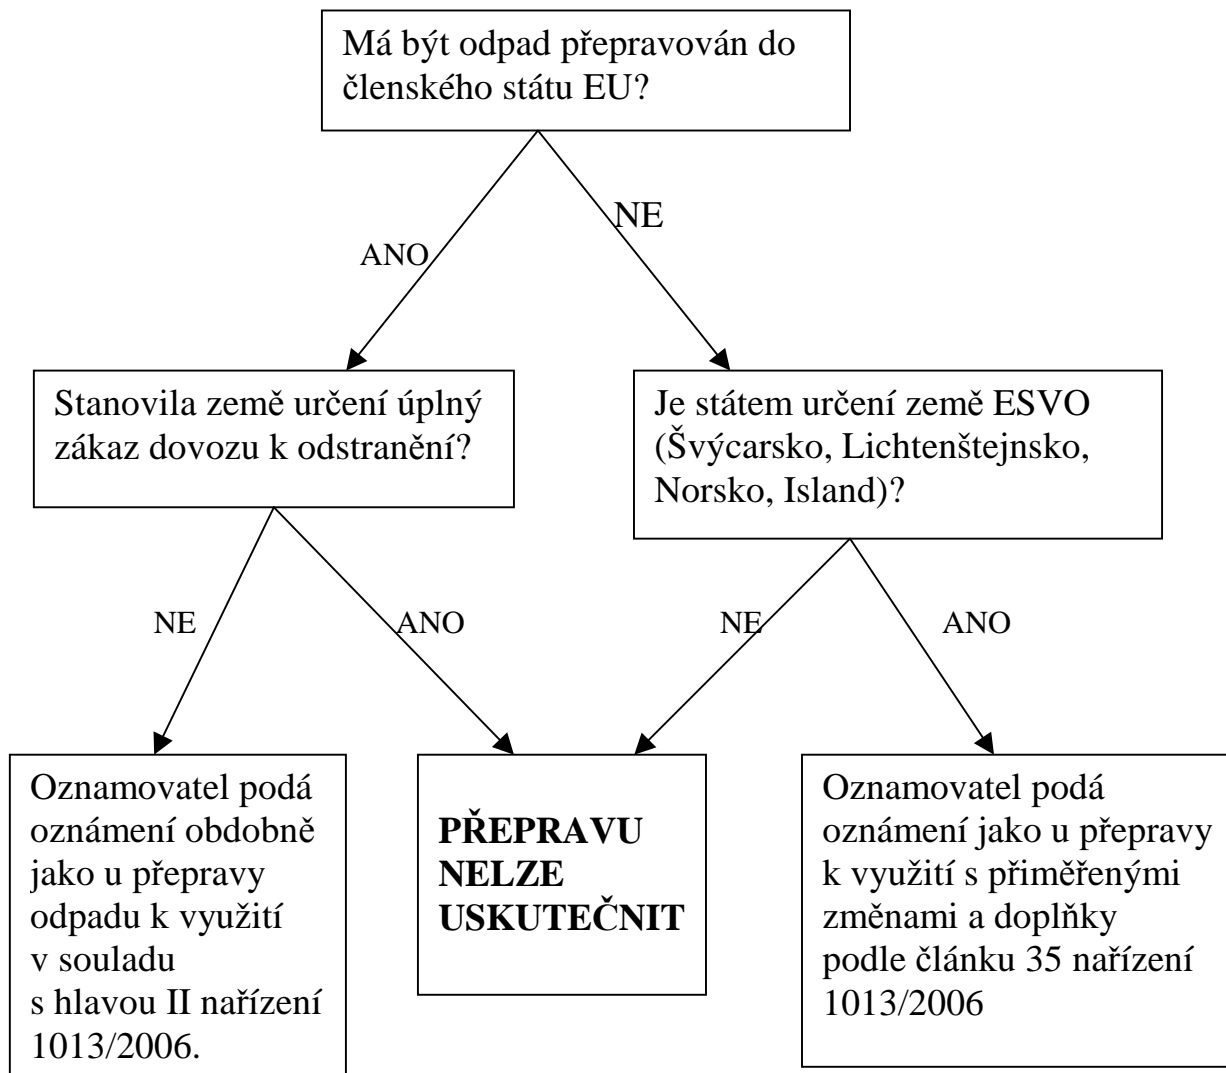 Má být odpad přepravován do
členského státu EU?
NE
ANO
Stanovila země určení úplný
zákaz dovozu k odstranění?
Je státem určení země ESVO
(Švýcarsko, Lichtenštejnsko,
Norsko, Island)?
NE
ANO
NE
ANO
Oznamovatel podá
oznámení obdobně
jako u přepravy
odpadu k využití
v souladu
s hlavou II nařízení
1013/2006.
PŘEPRAVU
NELZE
USKUTEČNIT
Oznamovatel podá
oznámení jako u přepravy
k využití s přiměřenými
změnami a doplňky
podle článku 35 nařízení
1013/2006